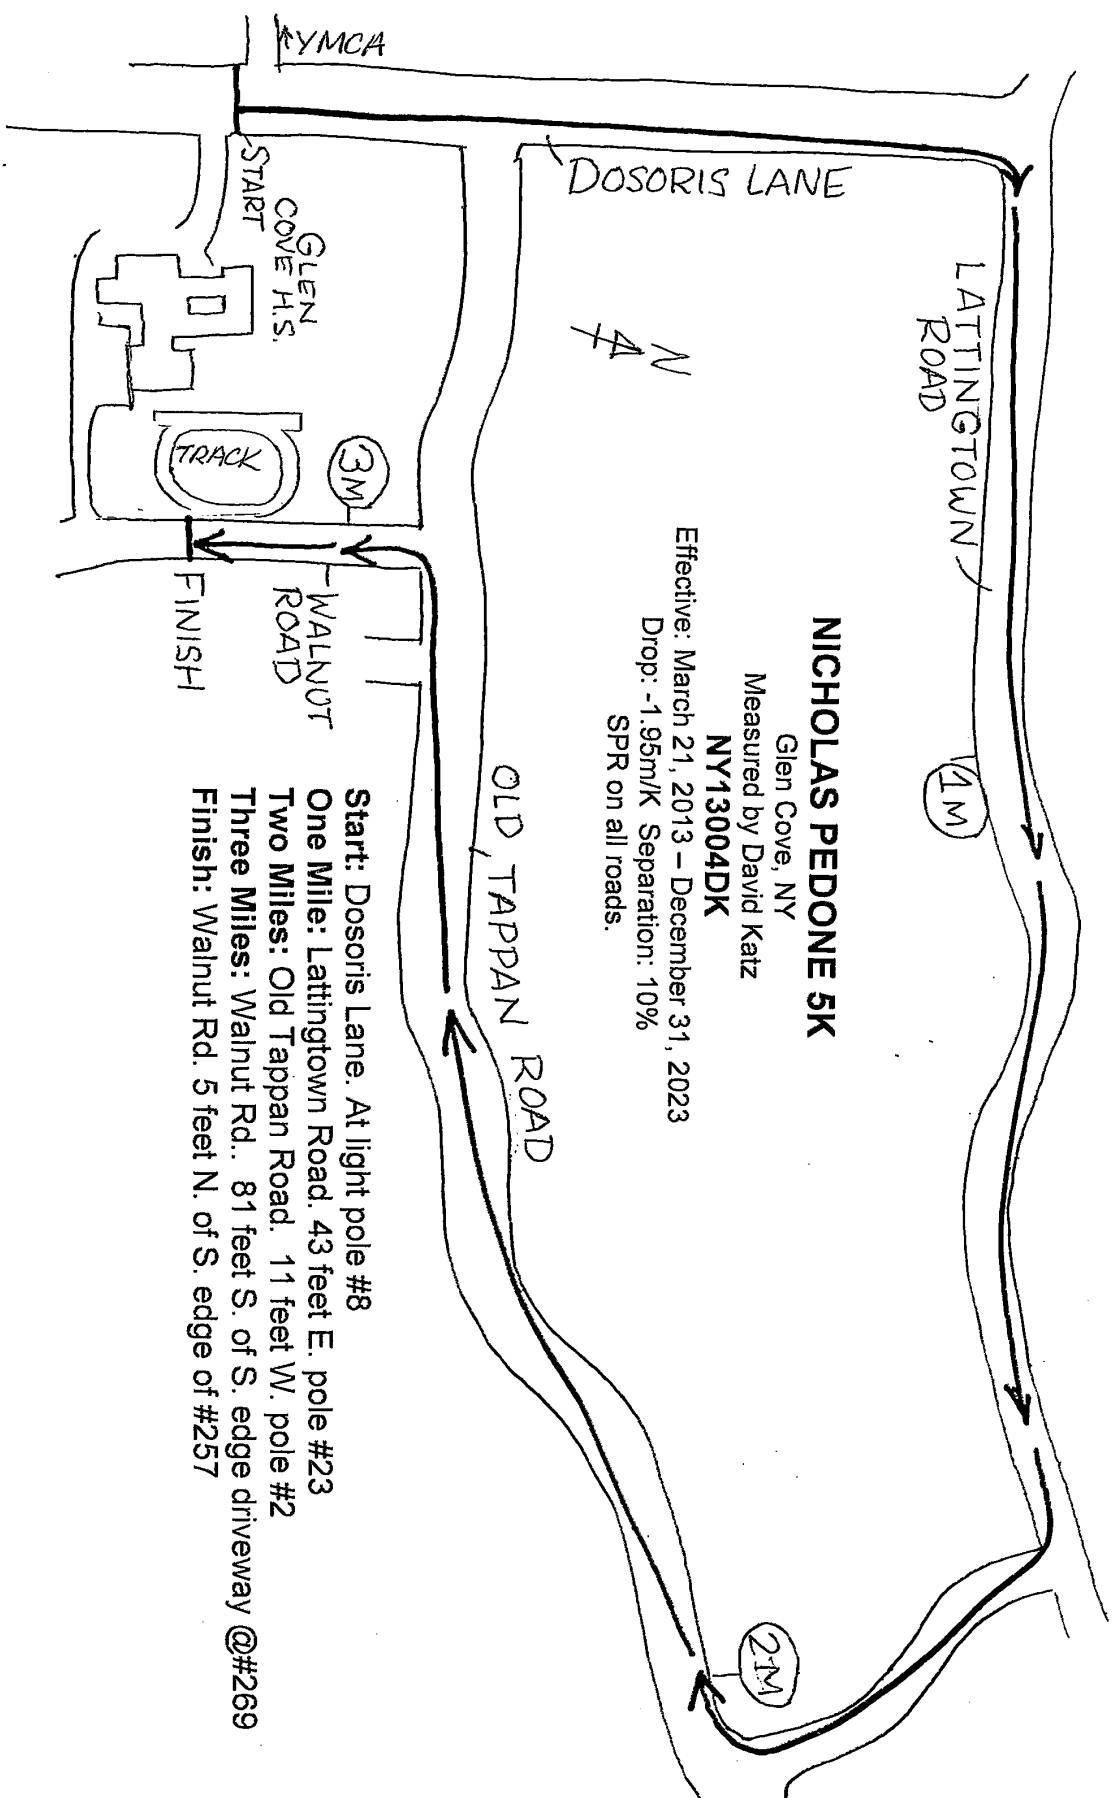 ↑YMCA
START
GLEN
COVE H.S.
TRACK
DOSORIS LANE
LATTINGTOWN
ROAD
N
NICHOLAS PEDONE 5K
Glen Cove, NY
Measured by David Katz
NY13004DK
Effective: March 21, 2013 – December 31, 2023
Drop: -1.95m/K Separation: 10%
SPR on all roads.
1M
2M
3M
OLD TAPPAN ROAD
WALNUT
ROAD
FINISH
Start: Dosoris Lane. At light pole #8
One Mile: Lattingtown Road. 43 feet E. pole #23
Two Miles: Old Tappan Road. 11 feet W. pole #2
Three Miles: Walnut Rd.. 81 feet S. of S. edge driveway @#269
Finish: Walnut Rd. 5 feet N. of S. edge of #257